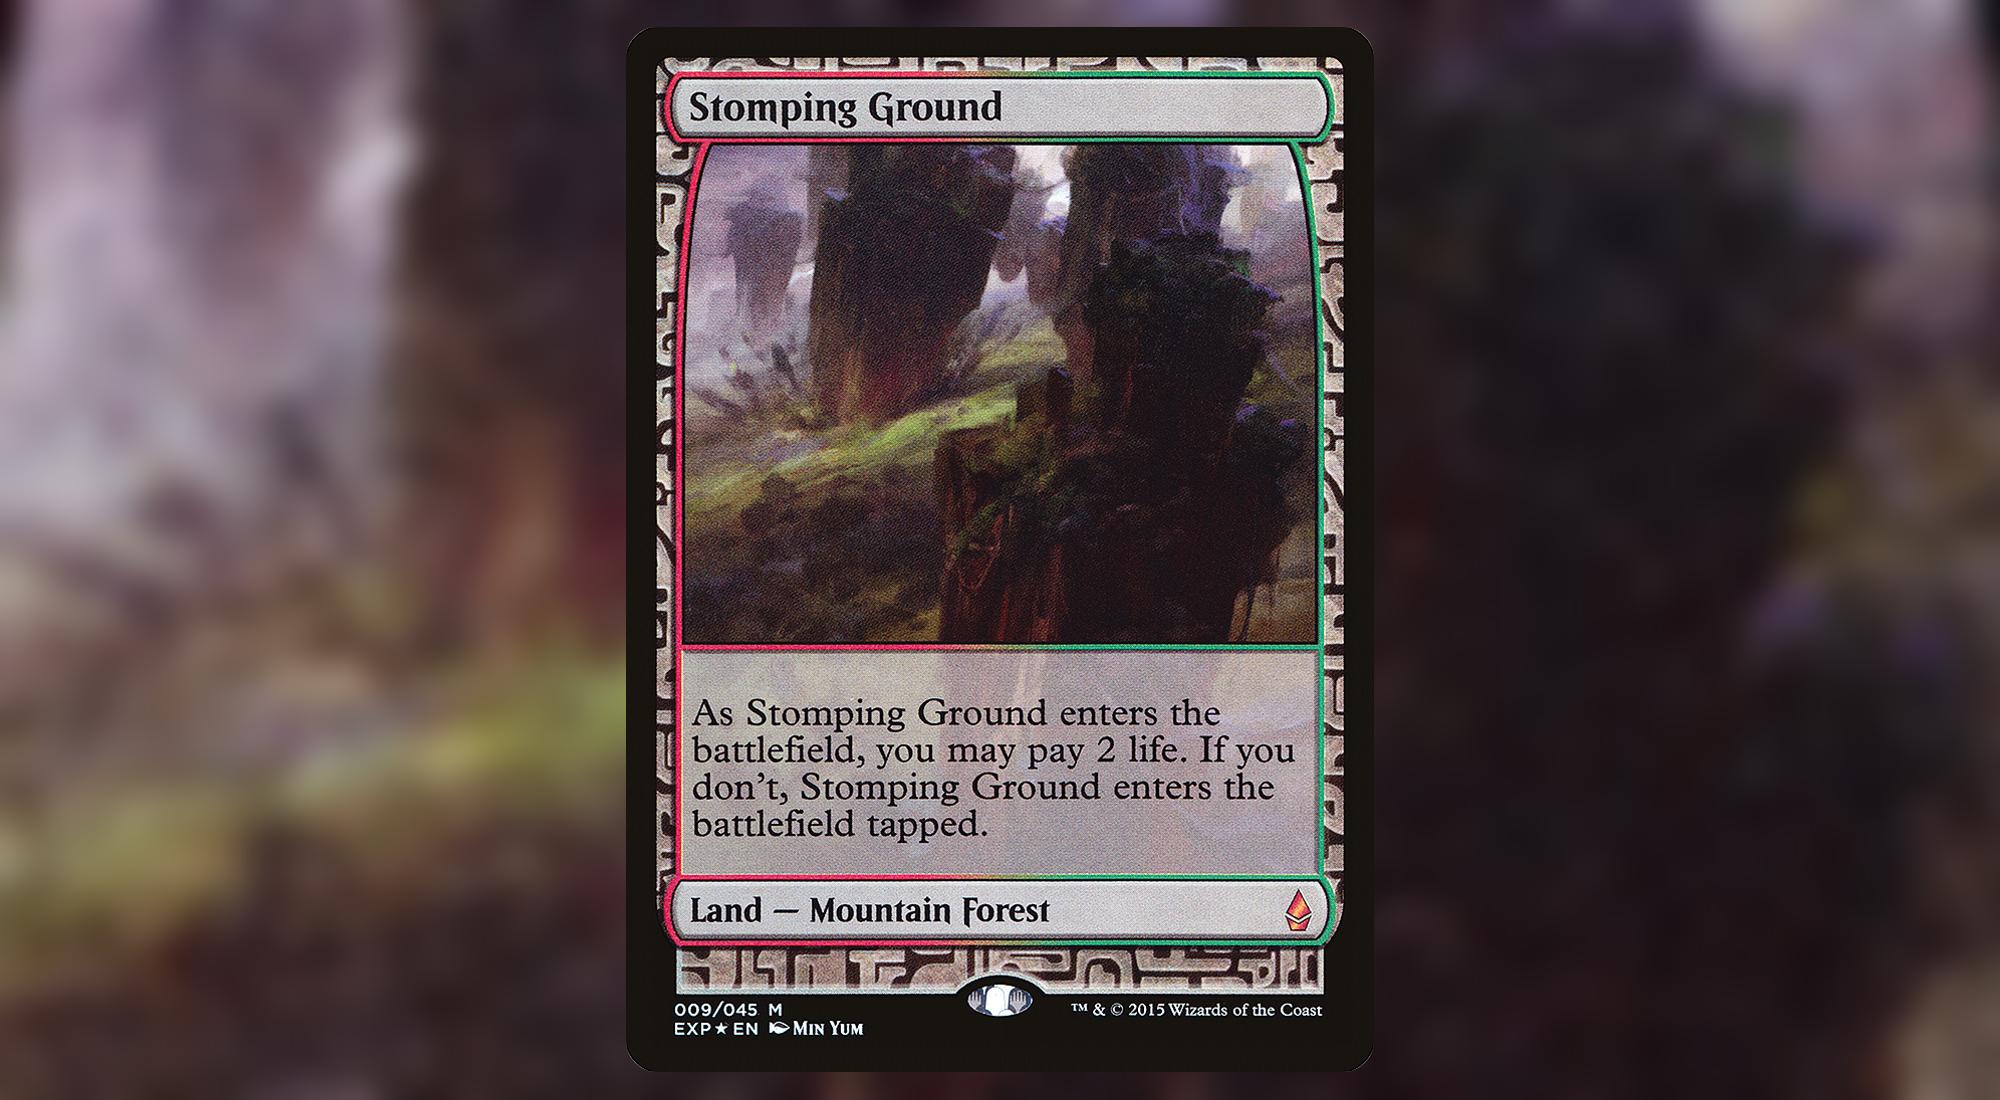 Stomping Ground
As Stomping Ground enters the
battlefield, you may pay 2 life. If you
don't, Stomping Ground enters the
battlefield tapped.
Land — Mountain Forest
009/045 M
EXP★EN Min Yum
™ & © 2015 Wizards of the Coast